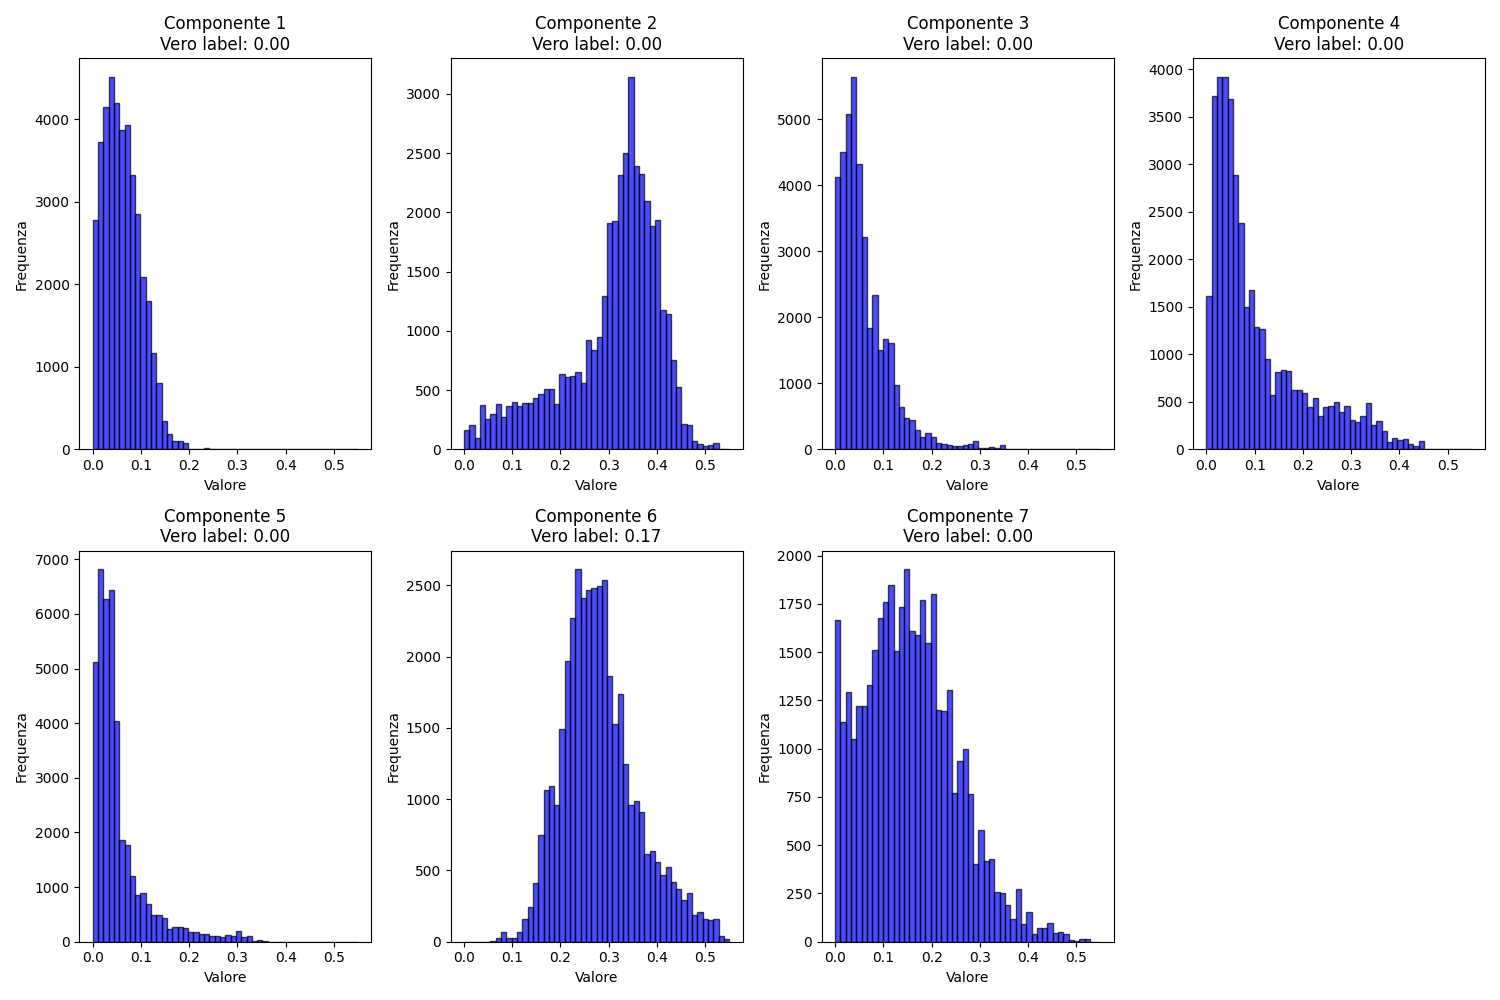 Componente 1
Vero label: 0.00
Frequenza
4000
3000
2000
1000
0
0.0 0.1 0.2 0.3 0.4 0.5
Valore
Componente 2
Vero label: 0.00
Frequenza
3000
2500
2000
1500
1000
500
0
0.0 0.1 0.2 0.3 0.4 0.5
Valore
Componente 3
Vero label: 0.00
Frequenza
5000
4000
3000
2000
1000
0
0.0 0.1 0.2 0.3 0.4 0.5
Valore
Componente 4
Vero label: 0.00
Frequenza
4000
3500
3000
2500
2000
1500
1000
500
0
0.0 0.1 0.2 0.3 0.4 0.5
Valore
Componente 5
Vero label: 0.00
Frequenza
7000
6000
5000
4000
3000
2000
1000
0
0.0 0.1 0.2 0.3 0.4 0.5
Valore
Componente 6
Vero label: 0.17
Frequenza
2500
2000
1500
1000
500
0
0.0 0.1 0.2 0.3 0.4 0.5
Valore
Componente 7
Vero label: 0.00
Frequenza
2000
1750
1500
1250
1000
750
500
250
0
0.0 0.1 0.2 0.3 0.4 0.5
Valore